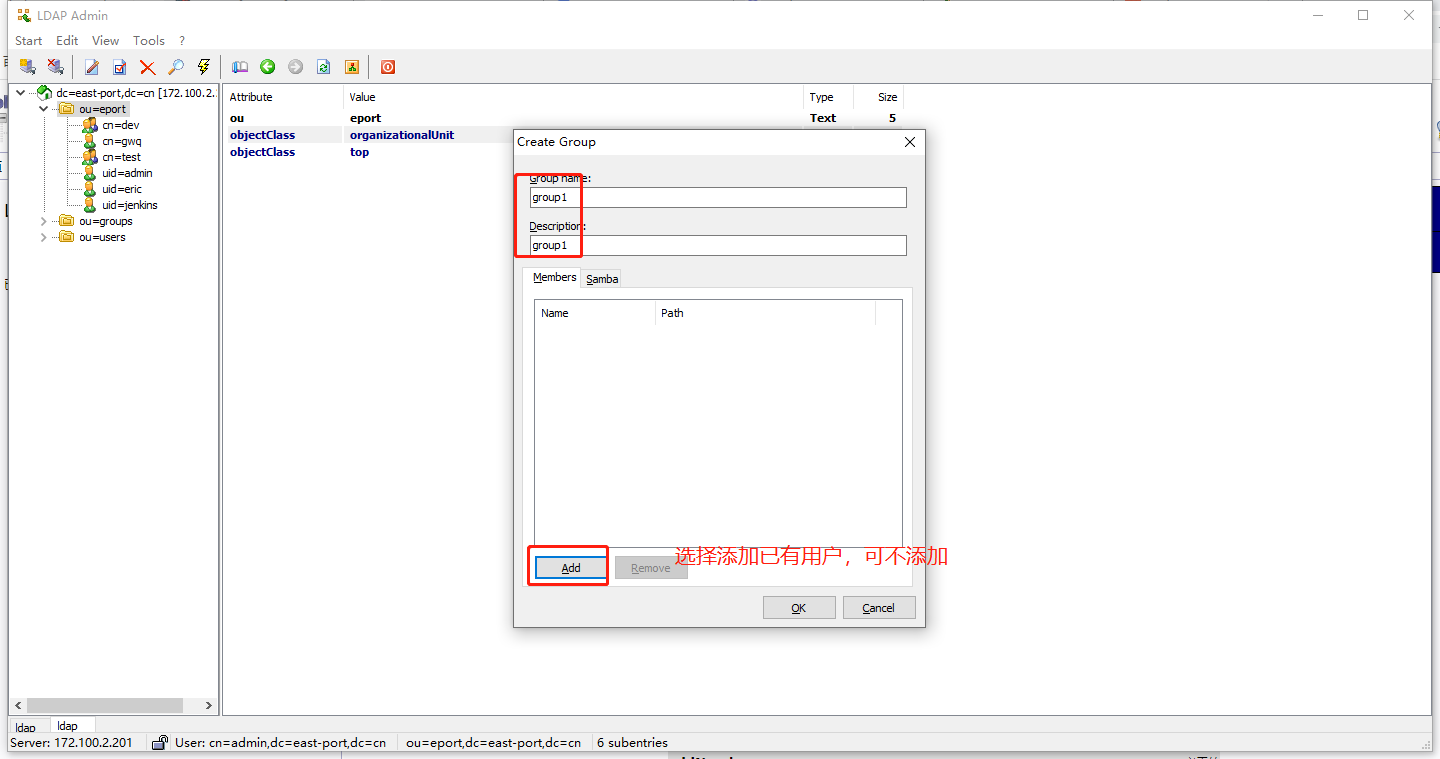 LDAP Admin
Start Edit View Tools ?
dc=east-port,dc=cn [172.100.2.
ou=eport
cn=dev
cn=gwq
cn=test
uid=admin
uid=eric
uid=jenkins
ou=groups
ou=users
Attribute Value Type Size
ou eport Text 5
objectClass organizationalUnit
objectClass top
Create Group
Group name:
group1
Description:
group1
Members Samba
Name Path
Add Remove
选择添加已有用户，可不添加
OK Cancel
ldap ldap
Server: 172.100.2.201 User: cn=admin,dc=east-port,dc=cn ou=eport,dc=east-port,dc=cn 6 subentries